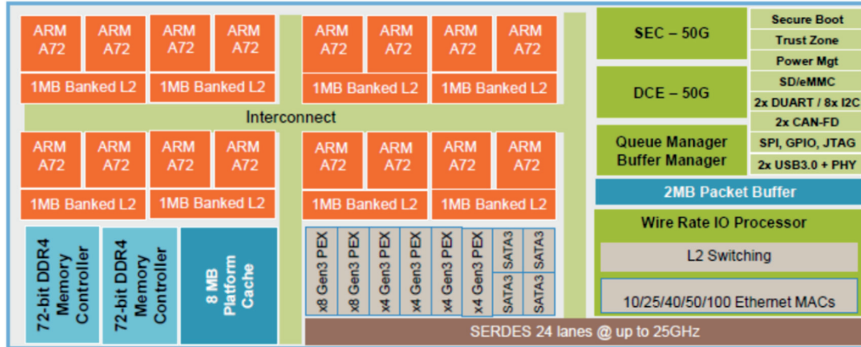 ARM
A72
ARM
A72
ARM
A72
ARM
A72
1MB Banked L2
1MB Banked L2
ARM
A72
ARM
A72
ARM
A72
ARM
A72
1MB Banked L2
1MB Banked L2
Interconnect
ARM
A72
ARM
A72
ARM
A72
ARM
A72
1MB Banked L2
1MB Banked L2
ARM
A72
ARM
A72
ARM
A72
ARM
A72
1MB Banked L2
1MB Banked L2
72-bit DDR4
Memory
Controller
72-bit DDR4
Memory
Controller
8 MB
Platform
Cache
x8 Gen3 PEX
x8 Gen3 PEX
x4 Gen3 PEX
x4 Gen3 PEX
x4 Gen3 PEX
x4 Gen3 PEX
SATA3
SATA3
SATA3
SATA3
SERDES 24 lanes @ up to 25GHz
SEC – 50G
DCE – 50G
Queue Manager
Buffer Manager
Secure Boot
Trust Zone
Power Mgt
SD/eMMC
2x DUART / 8x I2C
2x CAN-FD
SPI, GPIO, JTAG
2x USB3.0 + PHY
2MB Packet Buffer
Wire Rate IO Processor
L2 Switching
10/25/40/50/100 Ethernet MACs